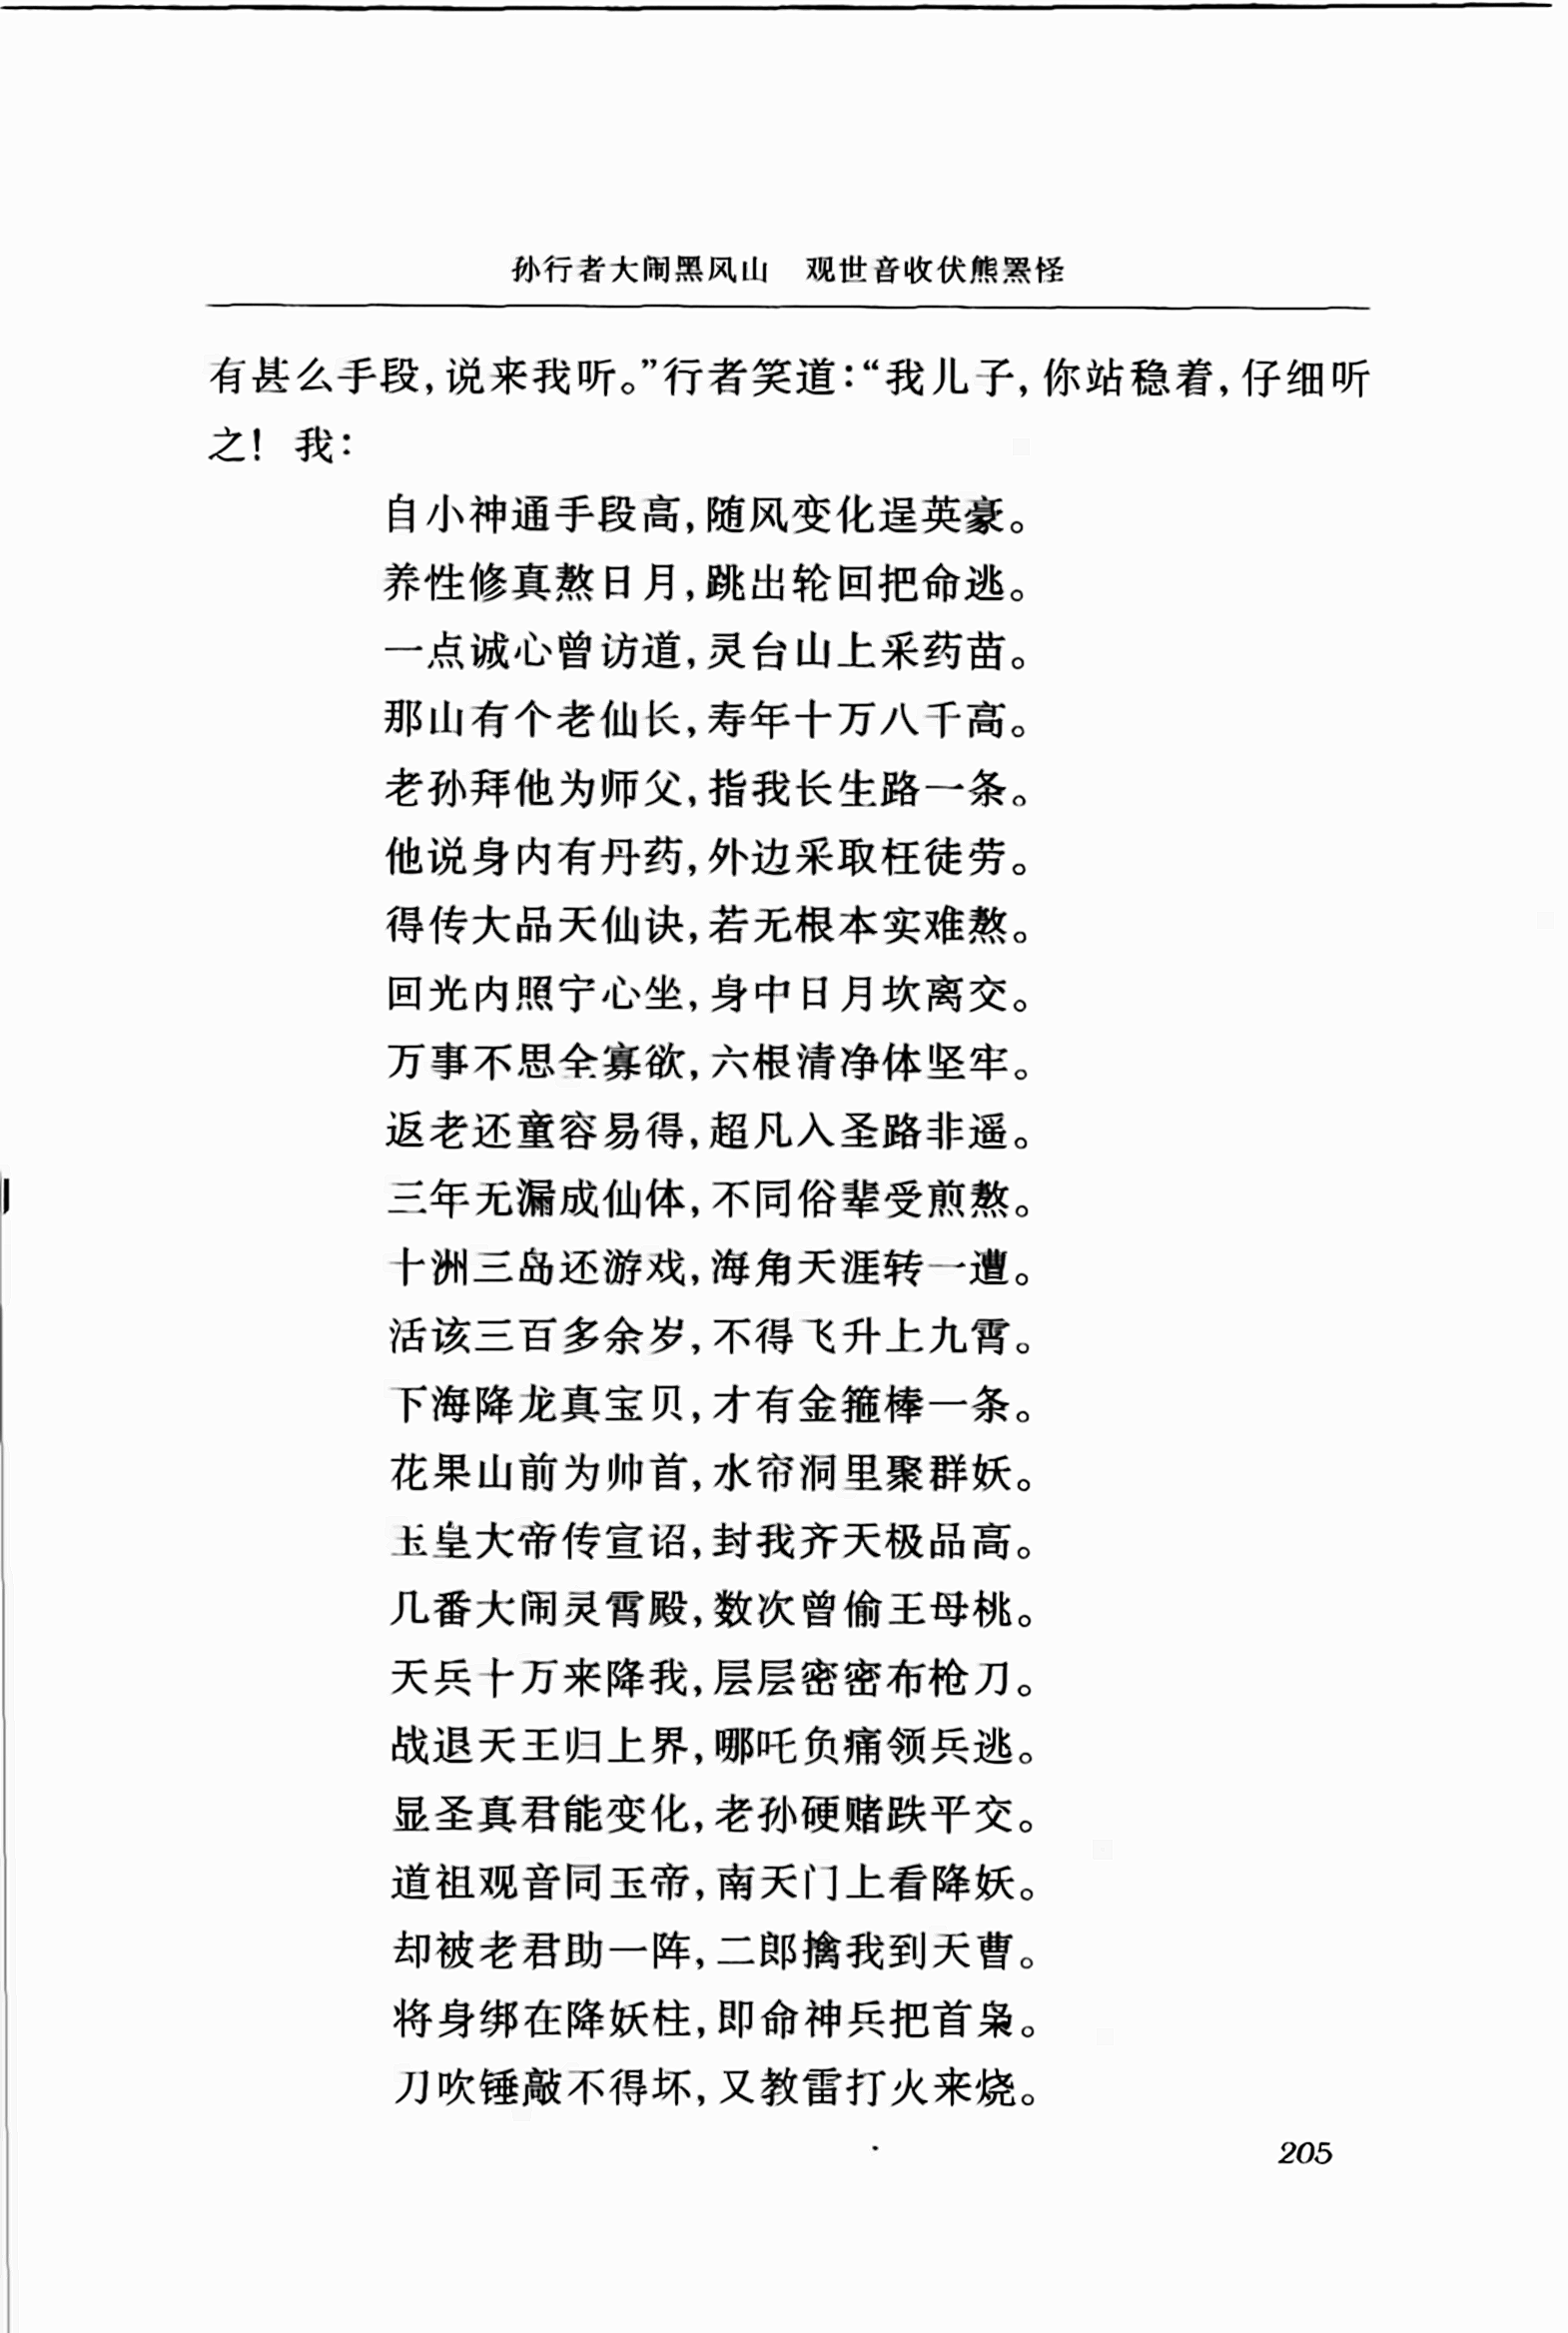 孙行者大闹黑风山　观世音收伏熊罴怪
有甚么手段，说来我听。”行者笑道：“我儿子，你站稳着，仔细听
之！ 我：
自小神通手段高，随风变化逞英豪。
养性修真熬日月，跳出轮回把命逃。
一点诚心曾访道，灵台山上采药苗。
那山有个老仙长，寿年十万八千高。
老孙拜他为师父，指我长生路一条。
他说身内有丹药，外边采取枉徒劳。
得传大品天仙诀，若无根本实难熬。
回光内照宁心坐，身中日月坎离交。
万事不思全寡欲，六根清净体坚牢。
返老还童容易得，超凡入圣路非遥。
三年无漏成仙体，不同俗辈受煎熬。
十洲三岛还游戏，海角天涯转一遭。
活该三百多余岁，不得飞升上九霄。
下海降龙真宝贝，才有金箍棒一条。
花果山前为帅首，水帘洞里聚群妖。
玉皇大帝传宣诏，封我齐天极品高。
几番大闹灵霄殿，数次曾偷王母桃。
天兵十万来降我，层层密密布枪刀。
战退天王归上界，哪吒负痛领兵逃。
显圣真君能变化，老孙硬赌跌平交。
道祖观音同玉帝，南天门上看降妖。
却被老君助一阵，二郎擒我到天曹。
将身绑在降妖柱，即命神兵把首枭。
刀吹锤敲不得坏，又教雷打火来烧。
205